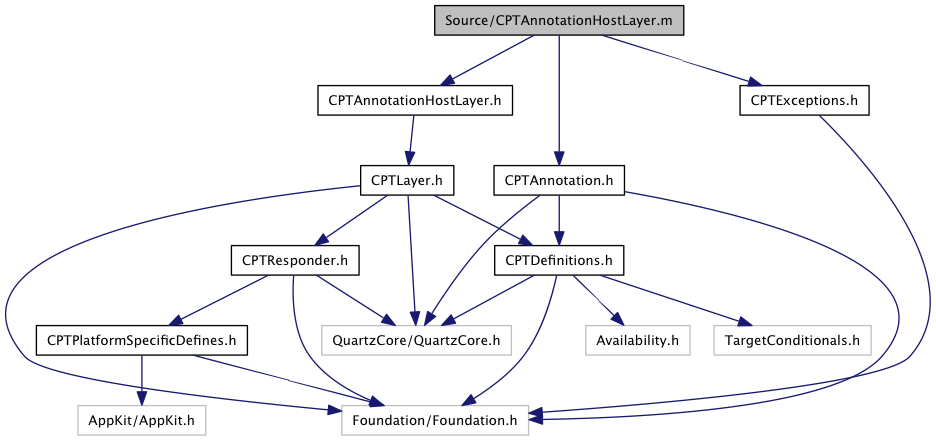 Source/CPTAnnotationHostLayer.m
CPTAnnotationHostLayer.h
CPTExceptions.h
CPTLayer.h
CPTAnnotation.h
CPTResponder.h
CPTDefinitions.h
CPTPlatformSpecificDefines.h
QuartzCore/QuartzCore.h
Availability.h
TargetConditionals.h
AppKit/AppKit.h
Foundation/Foundation.h